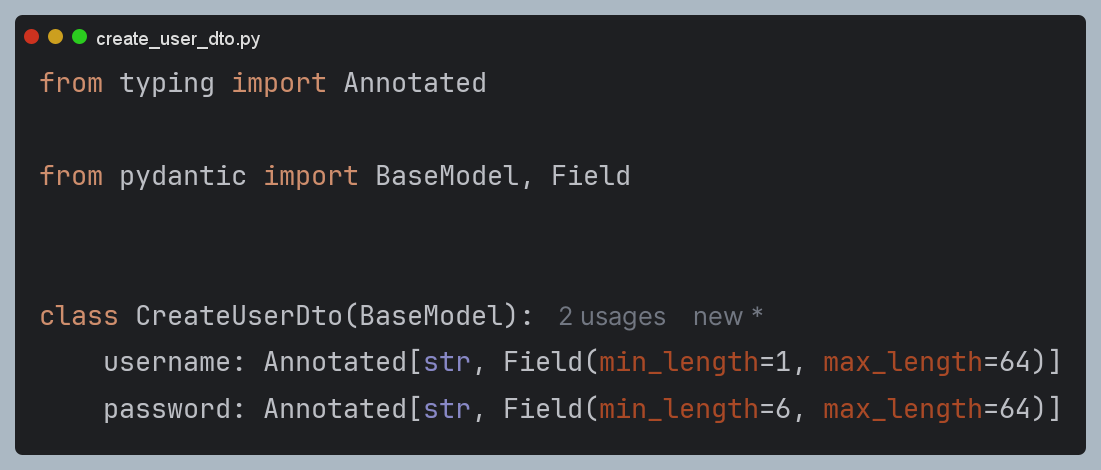 create_user_dto.py
from typing import Annotated
from pydantic import BaseModel, Field
class CreateUserDto(BaseModel): 2 usages new *
    username: Annotated[str, Field(min_length=1, max_length=64)]
    password: Annotated[str, Field(min_length=6, max_length=64)]